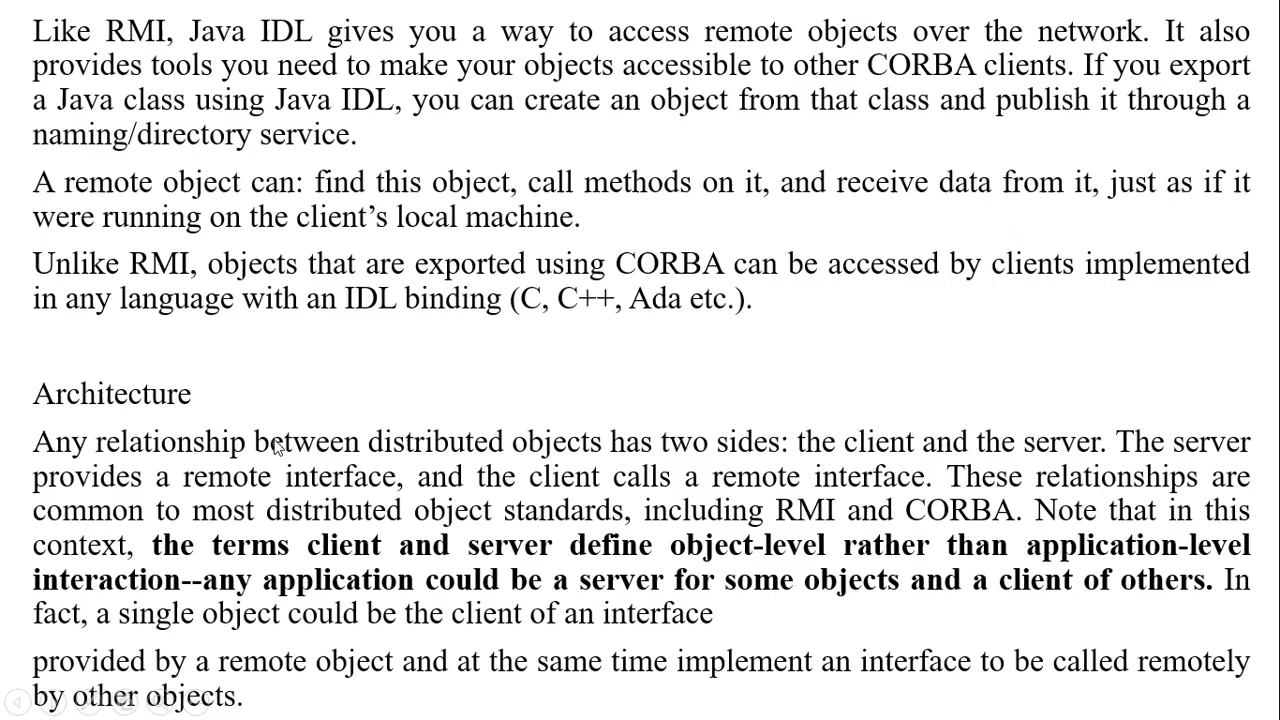 Like RMI, Java IDL gives you a way to access remote objects over the network. It also
provides tools you need to make your objects accessible to other CORBA clients. If you export
a Java class using Java IDL, you can create an object from that class and publish it through a
naming/directory service.
A remote object can: find this object, call methods on it, and receive data from it, just as if it
were running on the client’s local machine.
Unlike RMI, objects that are exported using CORBA can be accessed by clients implemented
in any language with an IDL binding (C, C++, Ada etc.).
Architecture
Any relationship between distributed objects has two sides: the client and the server. The server
provides a remote interface, and the client calls a remote interface. These relationships are
common to most distributed object standards, including RMI and CORBA. Note that in this
context, the terms client and server define object-level rather than application-level
interaction--any application could be a server for some objects and a client of others. In
fact, a single object could be the client of an interface
provided by a remote object and at the same time implement an interface to be called remotely
by other objects.